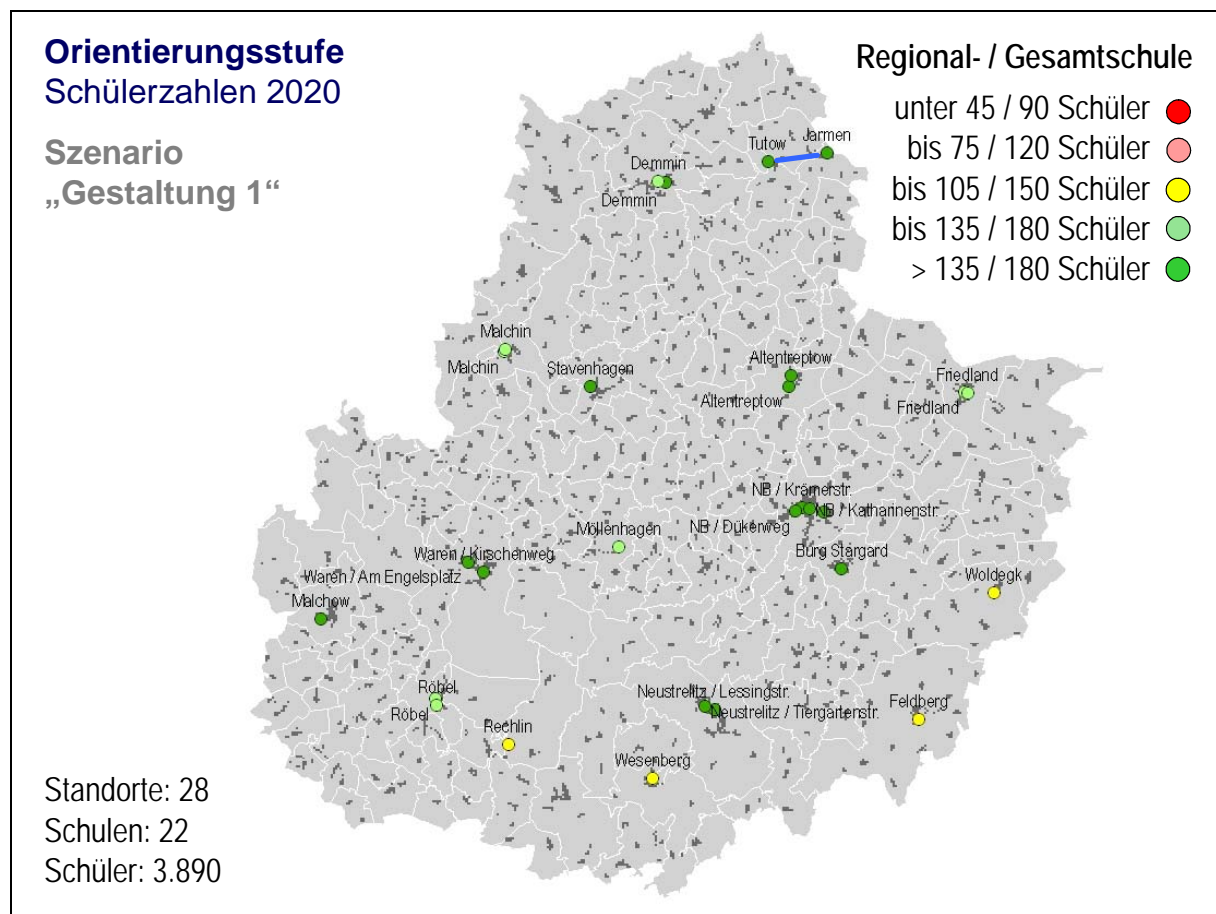 Orientierungsstufe
Schülerzahlen 2020
Szenario
„Gestaltung 1“
Regional- / Gesamtschule
unter 45 / 90 Schüler
bis 75 / 120 Schüler
bis 105 / 150 Schüler
bis 135 / 180 Schüler
> 135 / 180 Schüler
Jarmen
Tutow
Demmin
Demmin
Malchin
Malchin
Stavenhagen
Altentreptow
Altentreptow
Friedland
Friedland
NB / Krämerstr.
NB / Katharinenstr.
NB / Dükerweg
Möllenhagen
Burg Stargard
Waren / Kirschenweg
Waren / Am Engelsplatz
Woldegk
Malchow
Röbel
Röbel
Rechlin
Neustrelitz / Lessingstr.
Neustrelitz / Tiergartenstr.
Feldberg
Wesenberg
Standorte: 28
Schulen: 22
Schüler: 3.890